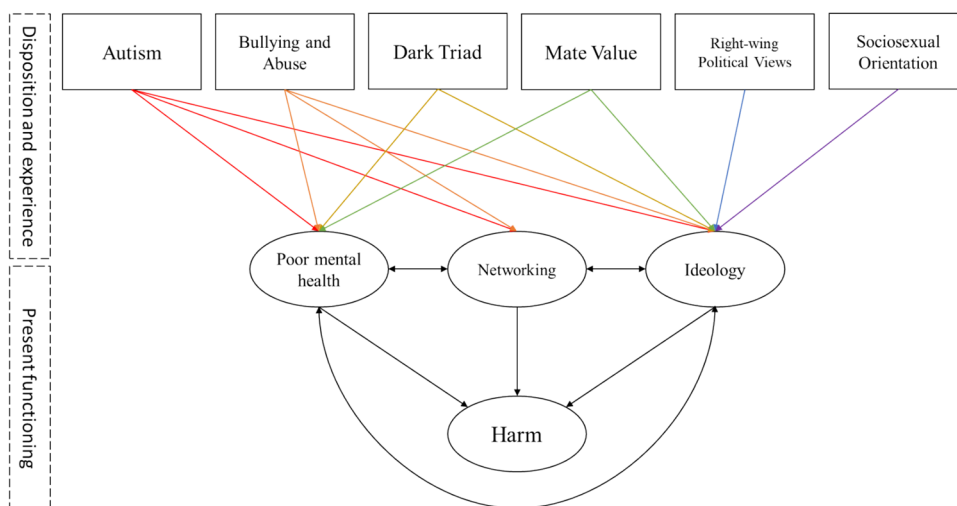 Disposition and experience
Autism
Bullying and
Abuse
Dark Triad
Mate Value
Right-wing
Political Views
Sociosexual
Orientation
Present functioning
Poor mental
health
Networking
Ideology
Harm